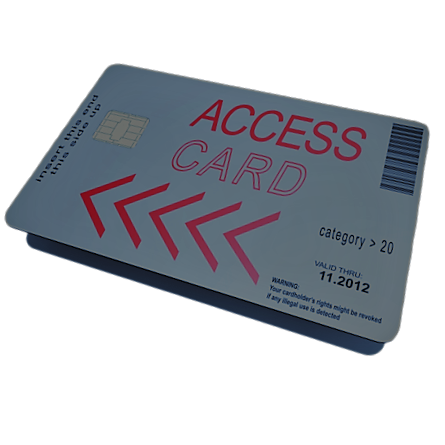 insert this end
this side up
ACCESS
CARD
category > 20
VALID THRU:
11.2012
WARNING:
Your cardholder's rights might be revoked
if any illegal use is detected